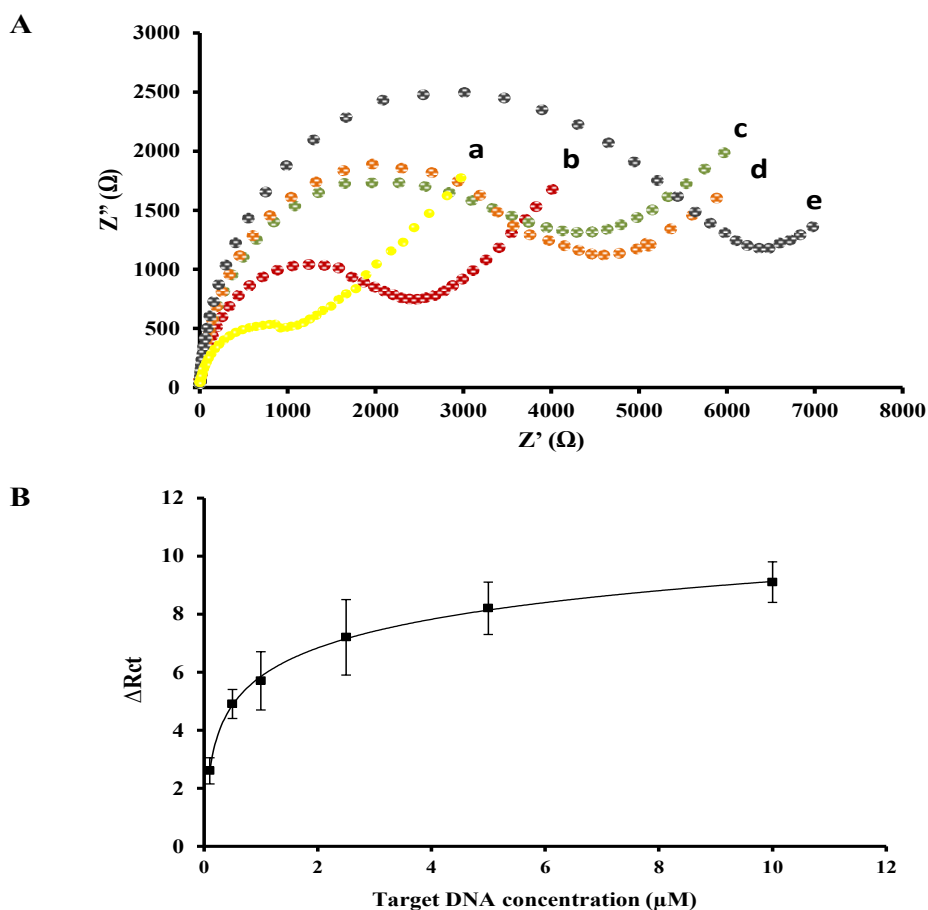 A
3000
2500
2000
1500
1000
500
0
Z″ (Ω)
a
b
c
d
e
0 1000 2000 3000 4000 5000 6000 7000 8000
Z’ (Ω)
B
12
10
8
6
4
2
0
ΔRct
0 2 4 6 8 10 12
Target DNA concentration (µM)